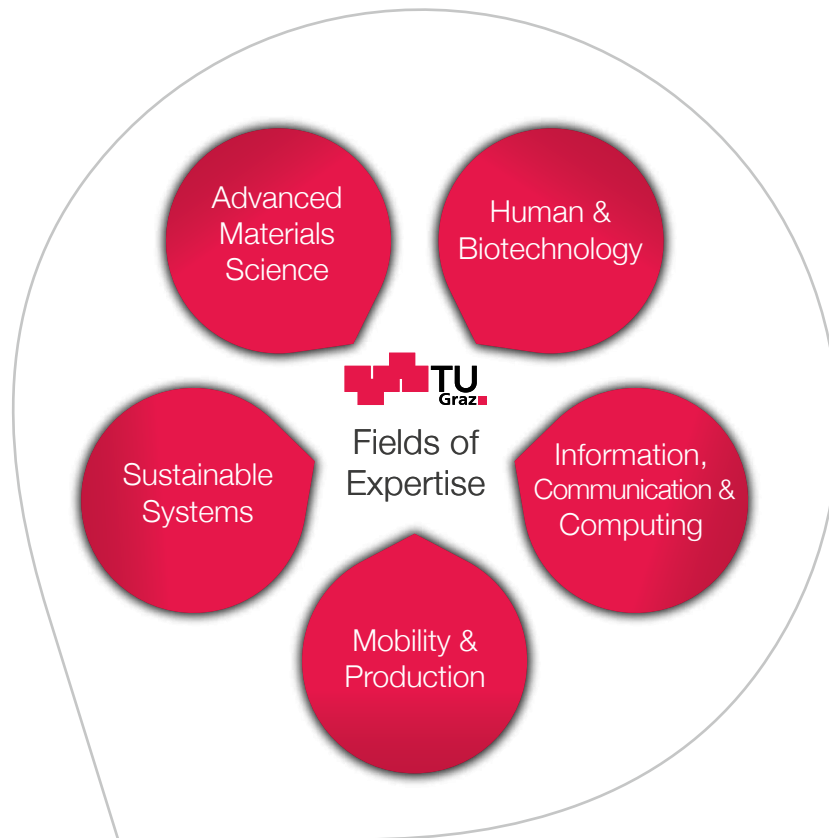 Advanced
Materials
Science
Human &
Biotechnology
TU
Graz
Fields of
Expertise
Sustainable
Systems
Information,
Communication &
Computing
Mobility &
Production